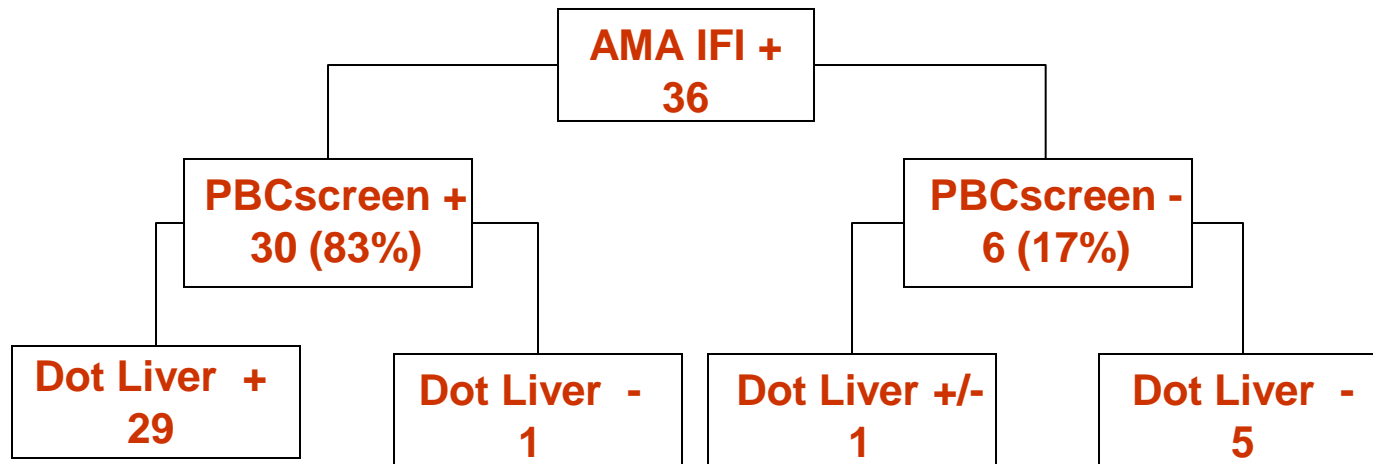 AMA IFI +
36
PBCscreen +
30 (83%)
PBCscreen -
6 (17%)
Dot Liver +
29
Dot Liver -
1
Dot Liver +/-
1
Dot Liver -
5